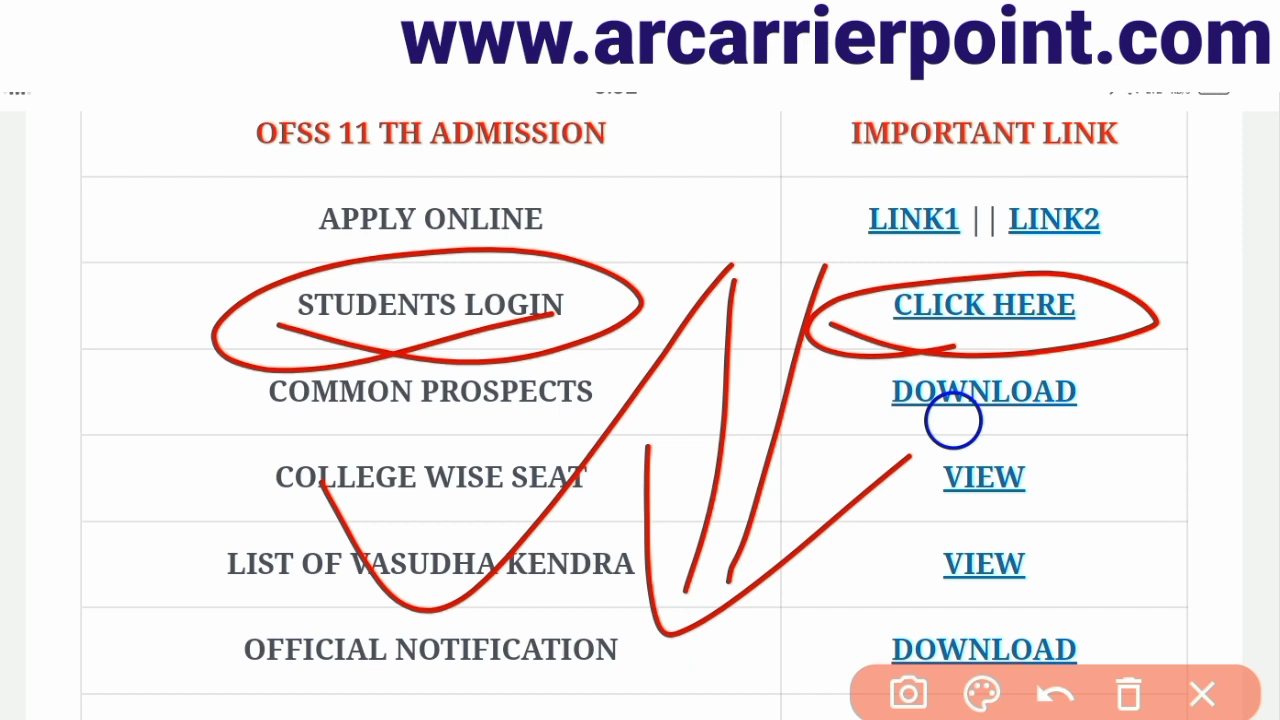 www.arcarrierpoint.com
OFSS 11 TH ADMISSION IMPORTANT LINK
APPLY ONLINE LINK1 || LINK2
STUDENTS LOGIN CLICK HERE
COMMON PROSPECTS DOWNLOAD
COLLEGE WISE SEAT VIEW
LIST OF VASUDHA KENDRA VIEW
OFFICIAL NOTIFICATION DOWNLOAD